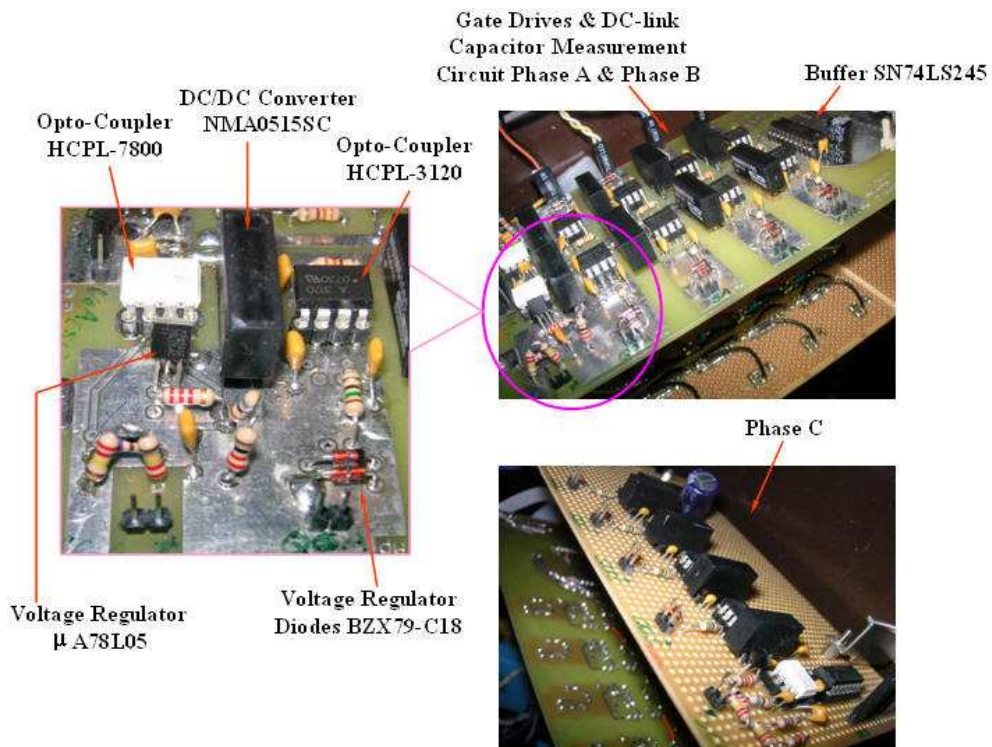 Gate Drives & DC-link
Capacitor Measurement
Circuit Phase A & Phase B
Buffer SN74LS245
DC/DC Converter
NMA0515SC
Opto-Coupler
HCPL-7800
Opto-Coupler
HCPL-3120
Phase C
Voltage Regulator
μ A78L05
Voltage Regulator
Diodes BZX79-C18